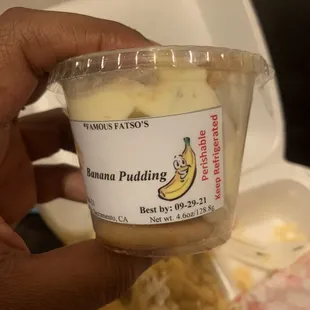 #FAMOUS FATSO'S
Banana Pudding
Best by: 09-29-21
Sacramento, CA
Net wt. 4.6oz/128.8g
Perishable
Keep Refrigerated